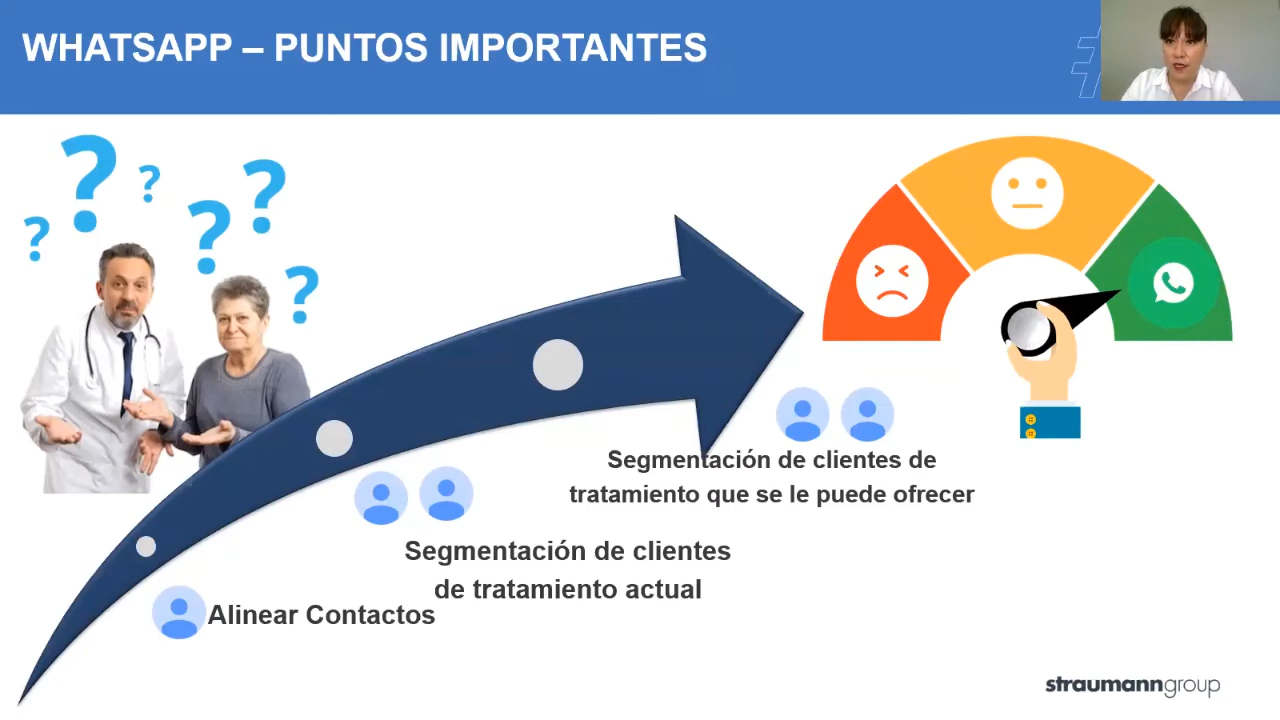 WHATSAPP – PUNTOS IMPORTANTES
? ? ? ? ? ?
Segmentación de clientes de
tratamiento que se le puede ofrecer
Segmentación de clientes
de tratamiento actual
Alinear Contactos
straumanngroup